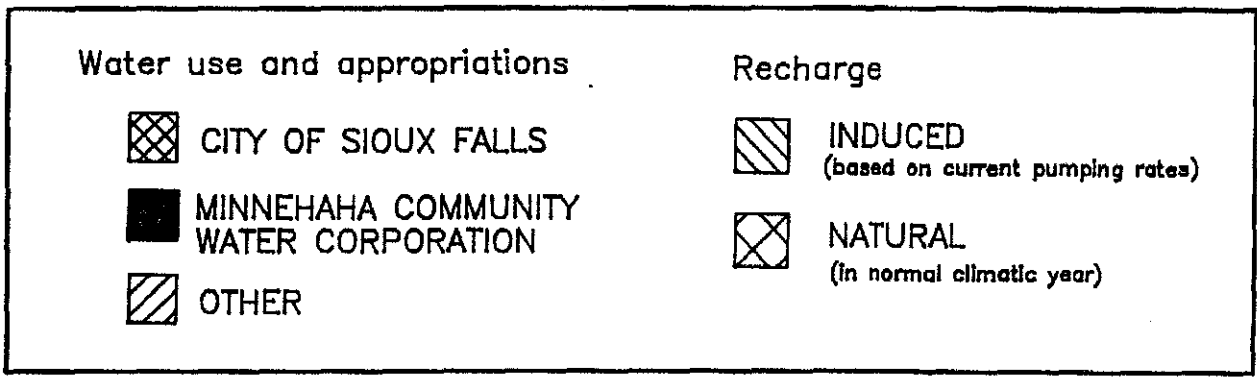 Water use and appropriations
CITY OF SIOUX FALLS
MINNEHAHA COMMUNITY
WATER CORPORATION
OTHER
Recharge
INDUCED
(based on current pumping rates)
NATURAL
(in normal climatic year)